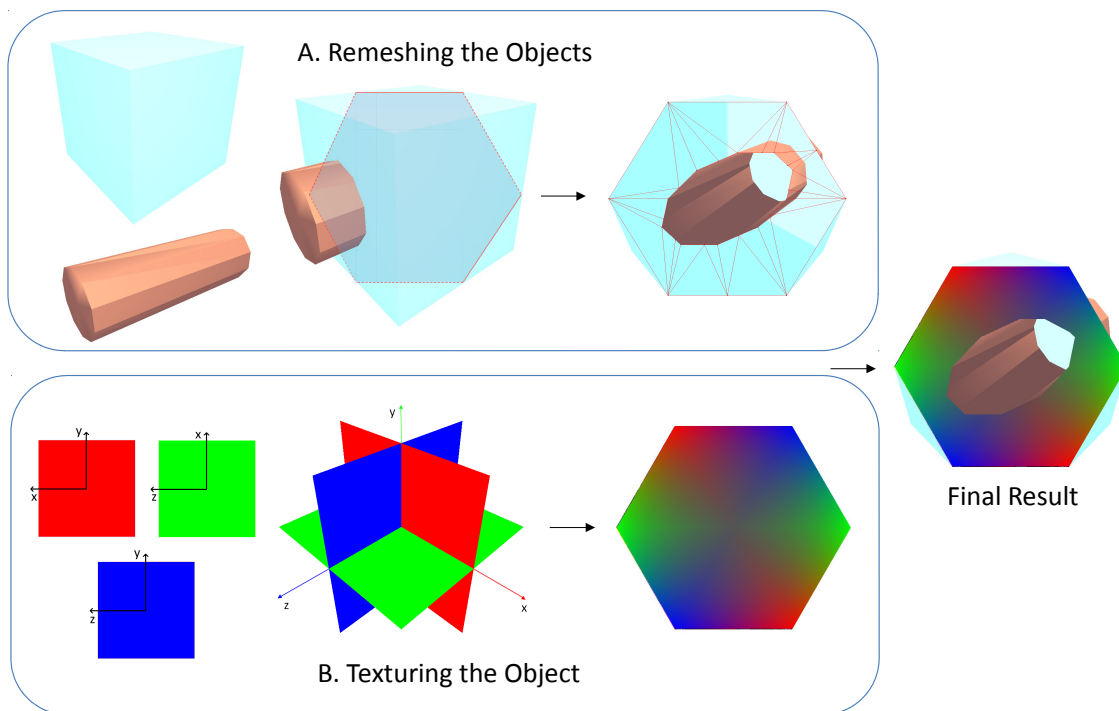 A. Remeshing the Objects
y
x
x
z
y
z
y
z
x
B. Texturing the Object
Final Result